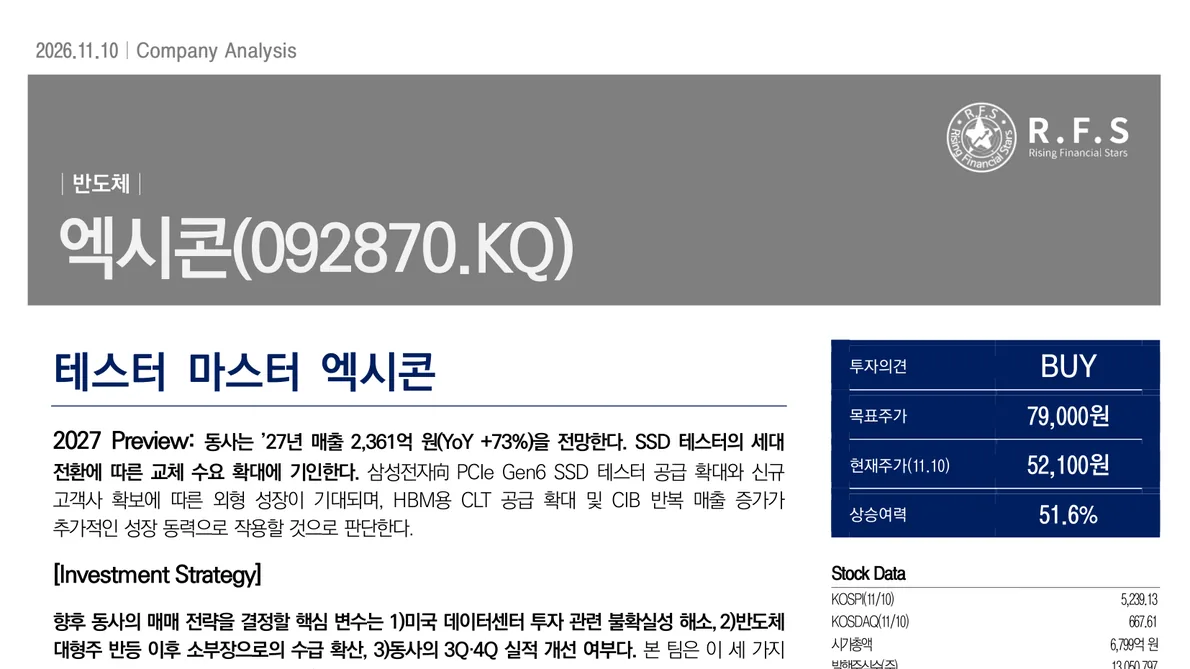 2026.11.10 | Company Analysis
R.F.S
Rising Financial Stars
R.F.S
Rising Financial Stars
| 반도체 |
엑시콘(092870.KQ)
테스터 마스터 엑시콘
2027 Preview: 동사는 ’27년 매출 2,361억 원(YoY +73%)을 전망한다. SSD 테스터의 세대
전환에 따른 교체 수요 확대에 기인한다. 삼성전자向 PCIe Gen6 SSD 테스터 공급 확대와 신규
고객사 확보에 따른 외형 성장이 기대되며, HBM용 CLT 공급 확대 및 CIB 반복 매출 증가가
추가적인 성장 동력으로 작용할 것으로 판단한다.
[Investment Strategy]
향후 동사의 매매 전략을 결정할 핵심 변수는 1)미국 데이터센터 투자 관련 불확실성 해소, 2)반도체
대형주 반등 이후 소부장으로의 수급 확산, 3)동사의 3Q·4Q 실적 개선 여부다. 본 팀은 이 세 가지
투자의견 BUY
목표주가 79,000원
현재주가(11.10) 52,100원
상승여력 51.6%
Stock Data
KOSPI(11/10) 5,239.13
KOSDAQ(11/10) 667.61
시가총액 6,799억 원
발행주식수(주) 13,050,797